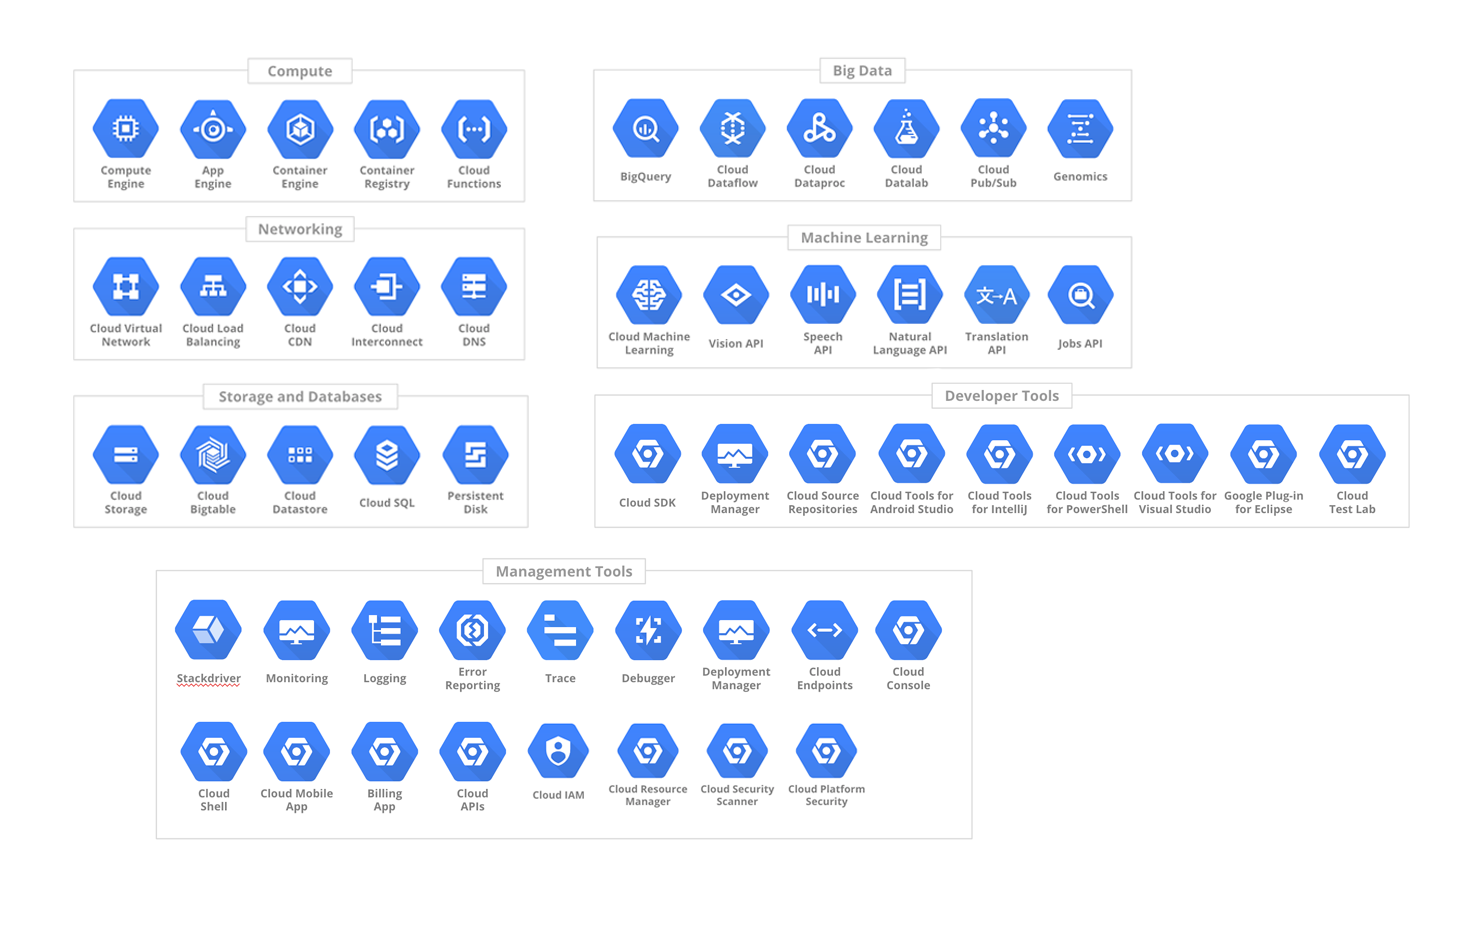 Compute
Compute
Engine
App
Engine
Container
Engine
Container
Registry
Cloud
Functions
Big Data
BigQuery
Cloud
Dataflow
Cloud
Dataproc
Cloud
Datalab
Cloud
Pub/Sub
Genomics
Networking
Cloud Virtual
Network
Cloud Load
Balancing
Cloud
CDN
Cloud
Interconnect
Cloud
DNS
Machine Learning
Cloud Machine
Learning
Vision API
Speech
API
Natural
Language API
文→A
Translation
API
Jobs API
Storage and Databases
Cloud
Storage
Cloud
Bigtable
Cloud
Datastore
Cloud SQL
Persistent
Disk
Developer Tools
Cloud SDK
Deployment
Manager
Cloud Source
Repositories
Cloud Tools for
Android Studio
Cloud Tools
for IntelliJ
Cloud Tools
for PowerShell
Cloud Tools for
Visual Studio
Google Plug-in
for Eclipse
Cloud
Test Lab
Management Tools
Stackdriver
Monitoring
Logging
Error
Reporting
Trace
Debugger
Deployment
Manager
Cloud
Endpoints
Cloud
Console
Cloud
Shell
Cloud Mobile
App
Billing
App
Cloud
APIs
Cloud IAM
Cloud Resource
Manager
Cloud Security
Scanner
Cloud Platform
Security